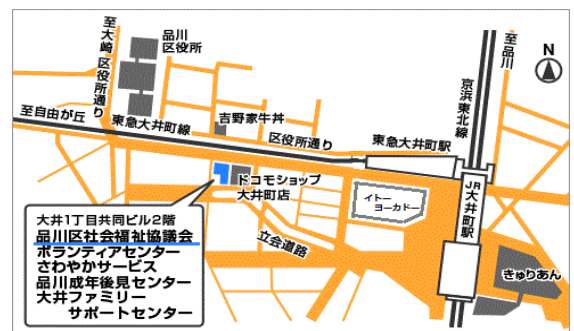 至大崎
区役所通り
品川
区役所
至自由が丘
東急大井町線
吉野家牛丼
区役所通り
東急大井町駅
京浜東北線
至品川
N
ドコモショップ
大井町店
イトー
ヨーカドー
JR大井町駅
立会道路
きゅりあん
大井1丁目共同ビル2階
品川区社会福祉協議会
ボランティアセンター
さわやかサービス
品川成年後見センター
大井ファミリー
サポートセンター